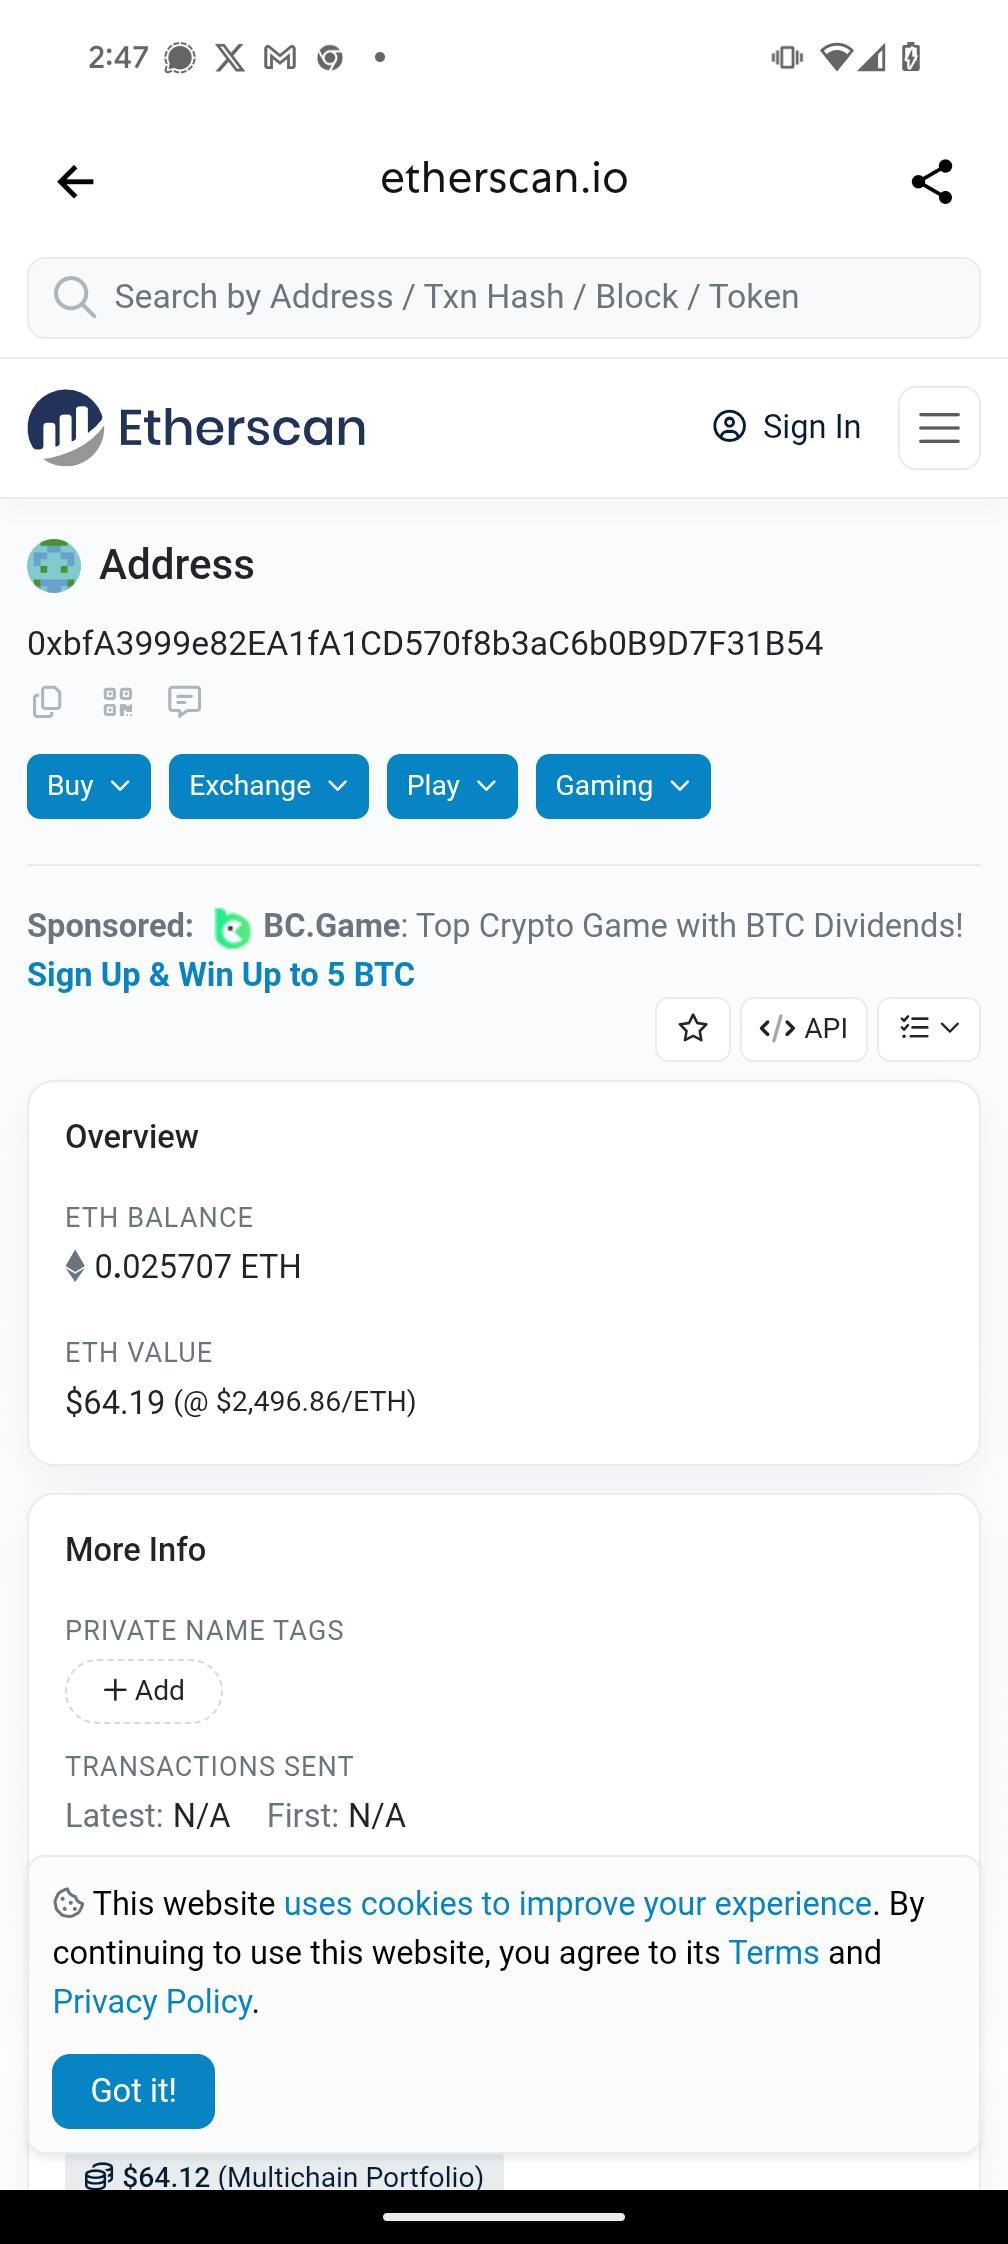 2:47
etherscan.io
Search by Address / Txn Hash / Block / Token
Etherscan
Sign In
Address
0xbfA3999e82EA1fA1CD570f8b3aC6b0B9D7F31B54
Buy
Exchange
Play
Gaming
Sponsored: BC.Game: Top Crypto Game with BTC Dividends!
Sign Up & Win Up to 5 BTC
</> API
Overview
ETH BALANCE
0.025707 ETH
ETH VALUE
$64.19 (@ $2,496.86/ETH)
More Info
PRIVATE NAME TAGS
+ Add
TRANSACTIONS SENT
Latest: N/A First: N/A
This website uses cookies to improve your experience. By
continuing to use this website, you agree to its Terms and
Privacy Policy.
Got it!
$64.12 (Multichain Portfolio)